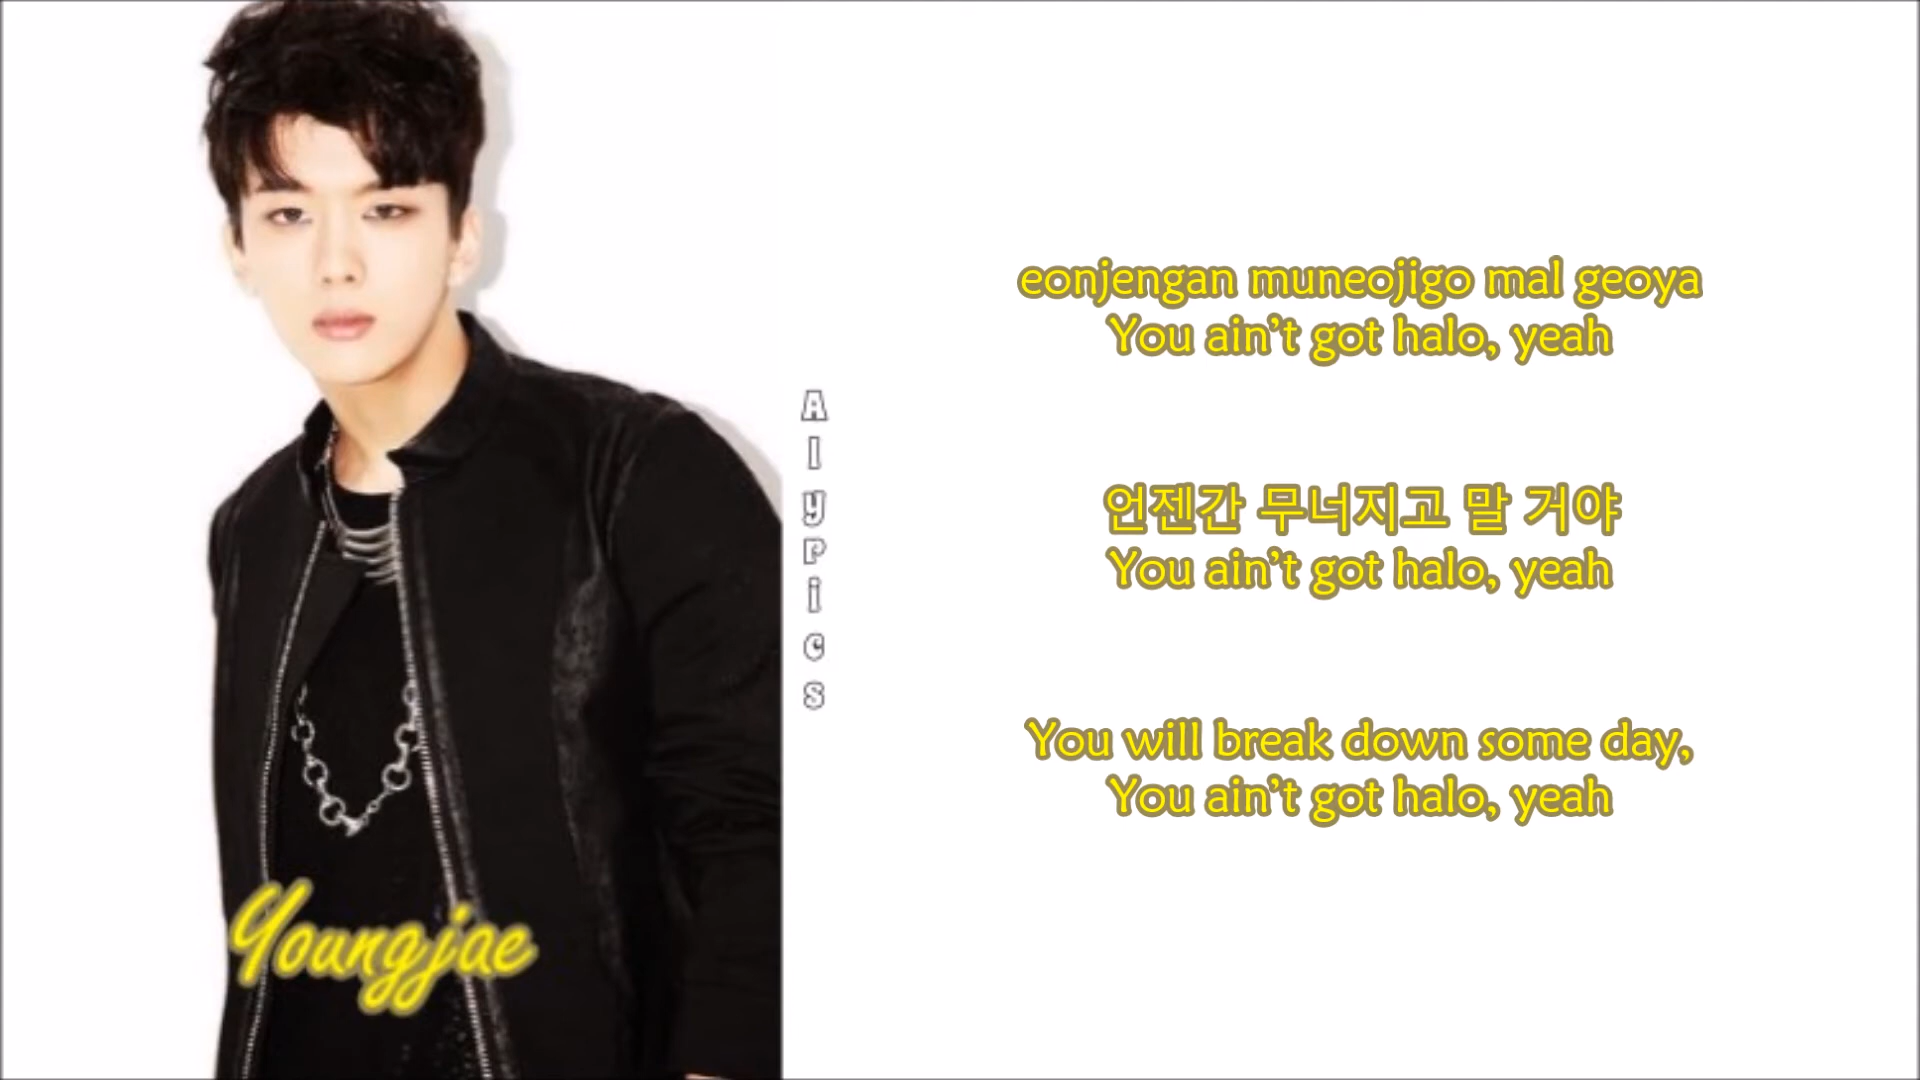 Youngjae
Alyrics
eonjengan muneojigo mal geoya
You ain't got halo, yeah
언젠간 무너지고 말 거야
You ain't got halo, yeah
You will break down some day,
You ain't got halo, yeah